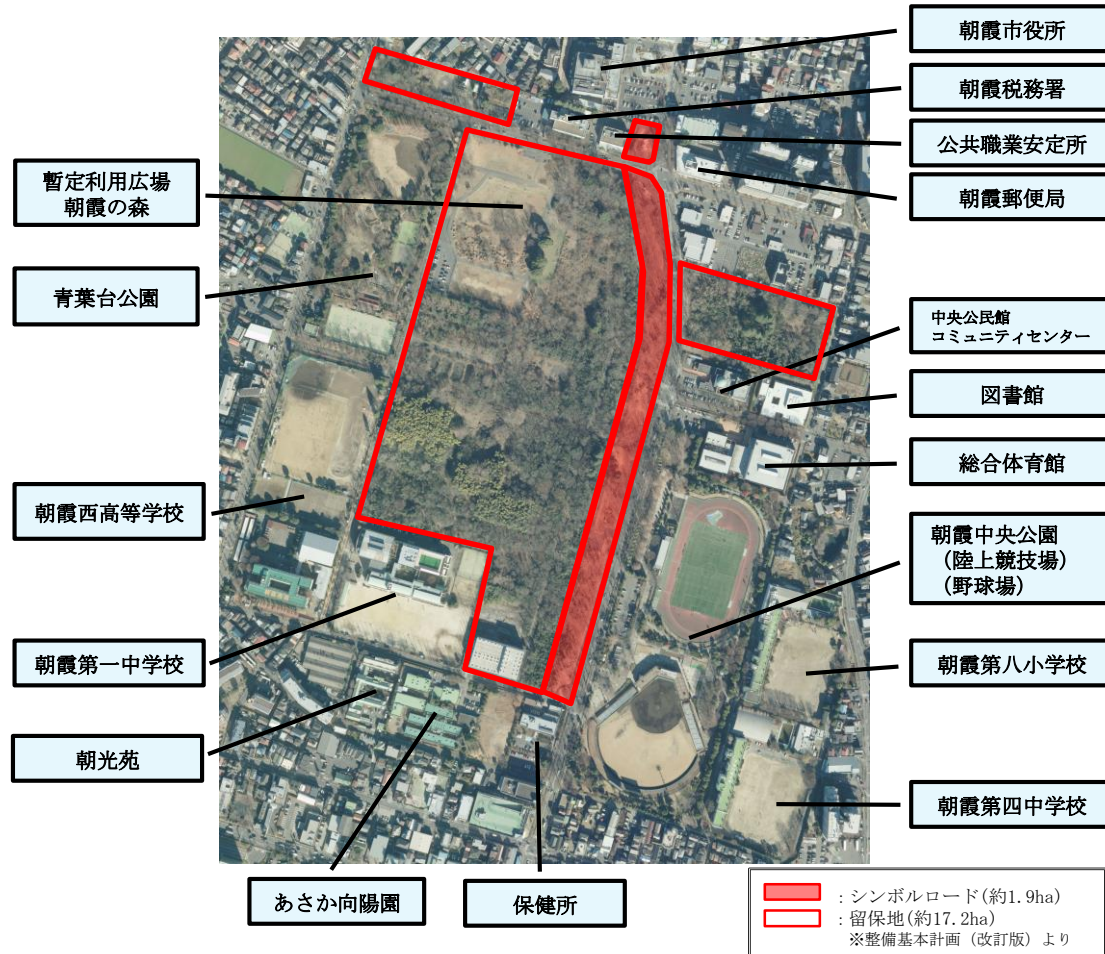 朝霞市役所
朝霞税務署
公共職業安定所
朝霞郵便局
暫定利用広場
朝霞の森
青葉台公園
中央公民館
コミュニティセンター
図書館
総合体育館
朝霞西高等学校
朝霞中央公園
（陸上競技場）
（野球場）
朝霞第一中学校
朝霞第八小学校
朝光苑
朝霞第四中学校
あさか向陽園
保健所
：シンボルロード(約1.9ha)
：留保地(約17.2ha)
※整備基本計画（改訂版）より